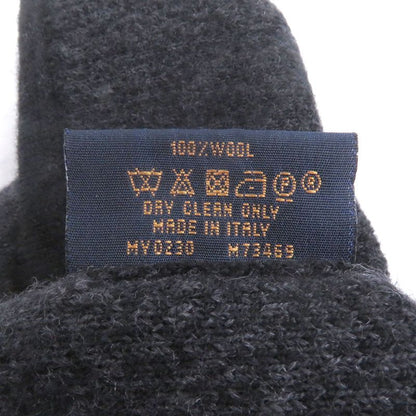 100%WOOL
P R
DRY CLEAN ONLY
MADE IN ITALY
MV0230 M73469